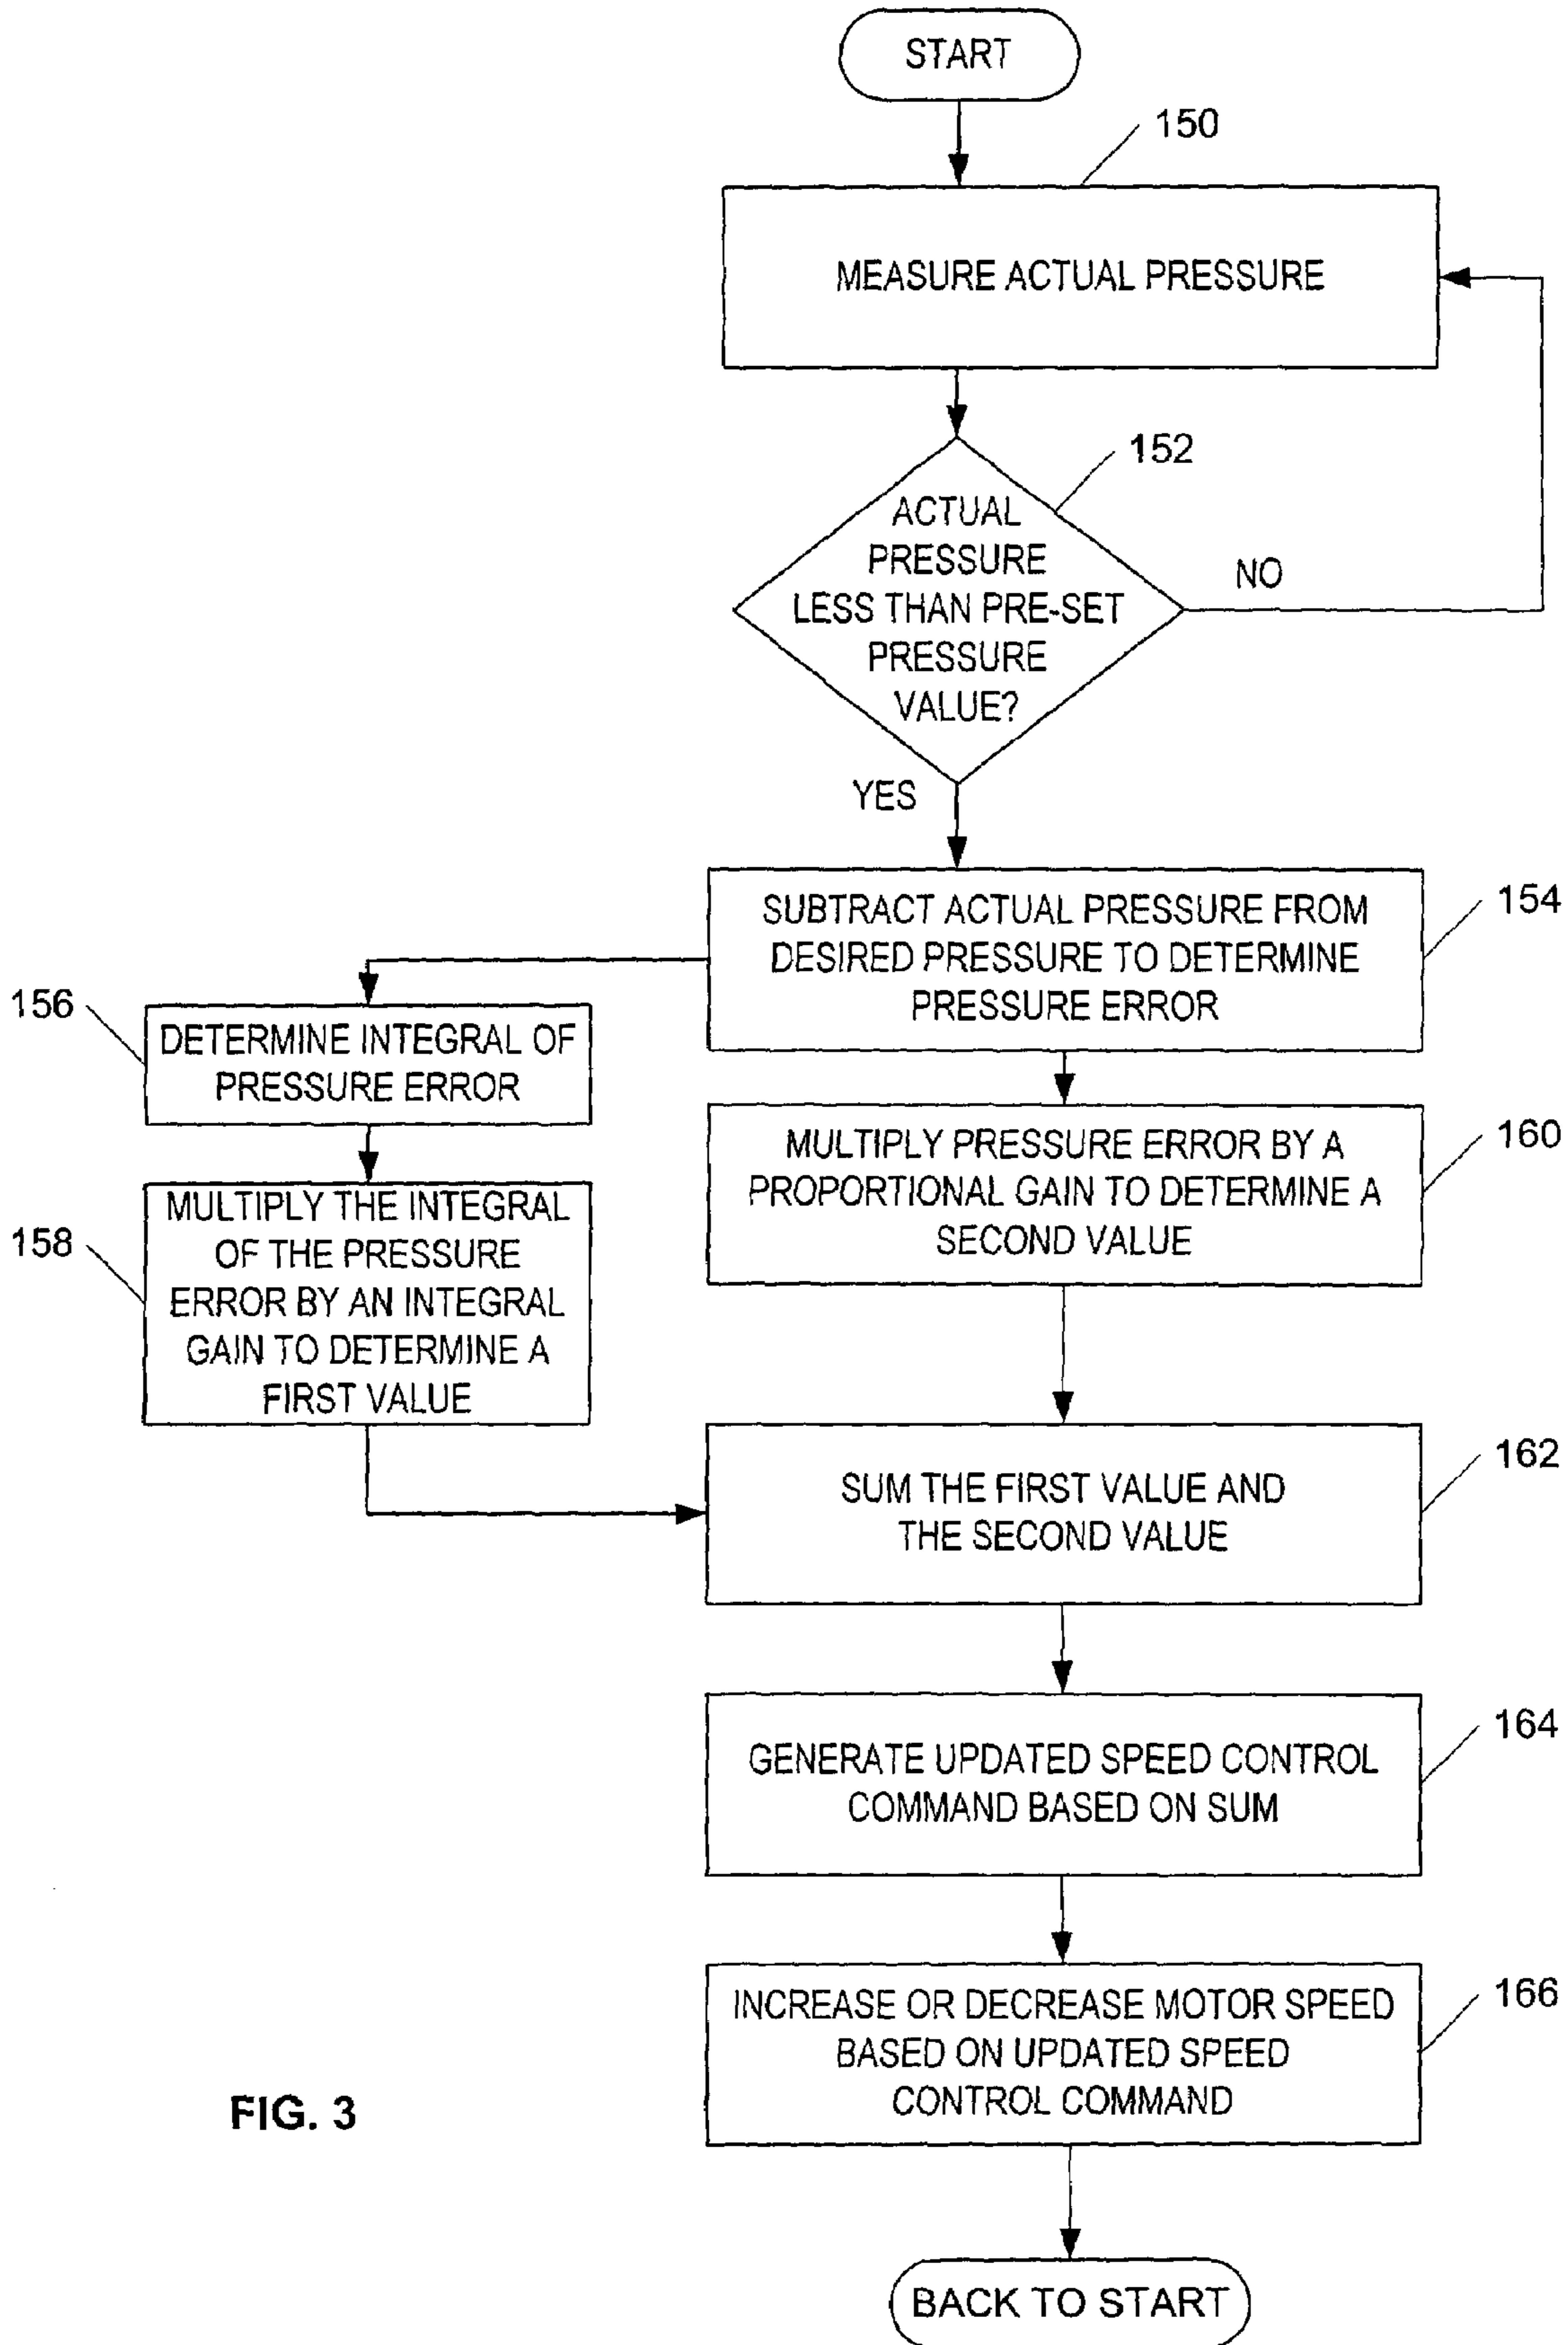 START
150
MEASURE ACTUAL PRESSURE
152
ACTUAL
PRESSURE
LESS THAN PRE-SET
PRESSURE
VALUE?
NO
YES
154
SUBTRACT ACTUAL PRESSURE FROM
DESIRED PRESSURE TO DETERMINE
PRESSURE ERROR
156
DETERMINE INTEGRAL OF
PRESSURE ERROR
160
MULTIPLY PRESSURE ERROR BY A
PROPORTIONAL GAIN TO DETERMINE A
SECOND VALUE
158
MULTIPLY THE INTEGRAL
OF THE PRESSURE
ERROR BY AN INTEGRAL
GAIN TO DETERMINE A
FIRST VALUE
162
SUM THE FIRST VALUE AND
THE SECOND VALUE
164
GENERATE UPDATED SPEED CONTROL
COMMAND BASED ON SUM
166
INCREASE OR DECREASE MOTOR SPEED
BASED ON UPDATED SPEED
CONTROL COMMAND
FIG. 3
BACK TO START